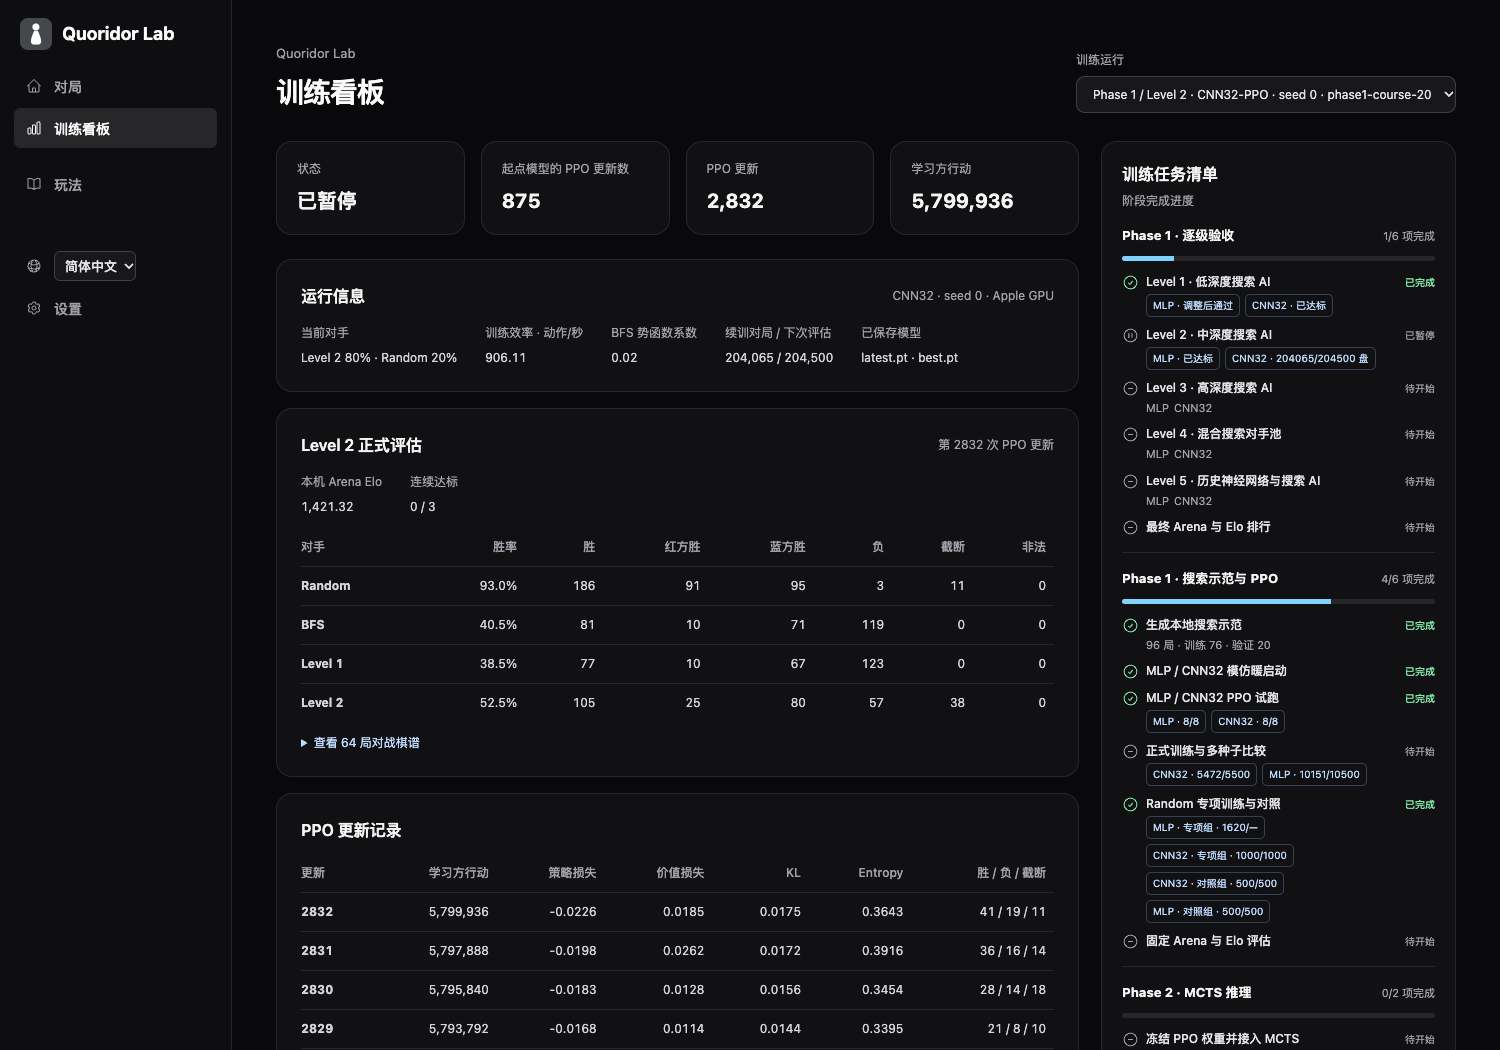 Quoridor Lab
对局
训练看板
玩法
简体中文
设置
Quoridor Lab
训练看板
训练运行
Phase 1 / Level 2 · CNN32-PPO · seed 0 · phase1-course-20
状态
已暂停
起点模型的 PPO 更新数
875
PPO 更新
2,832
学习方行动
5,799,936
运行信息
CNN32 · seed 0 · Apple GPU
当前对手 训练效率 · 动作/秒 BFS 势函数系数 续训对局 / 下次评估 已保存模型
Level 2 80% · Random 20% 906.11 0.02 204,065 / 204,500 latest.pt · best.pt
Level 2 正式评估
第 2832 次 PPO 更新
本机 Arena Elo 连续达标
1,421.32 0 / 3
对手 胜率 胜 红方胜 蓝方胜 负 截断 非法
Random 93.0% 186 91 95 3 11 0
BFS 40.5% 81 10 71 119 0 0
Level 1 38.5% 77 10 67 123 0 0
Level 2 52.5% 105 25 80 57 38 0
查看 64 局对战棋谱
PPO 更新记录
更新 学习方行动 策略损失 价值损失 KL Entropy 胜 / 负 / 截断
2832 5,799,936 -0.0226 0.0185 0.0175 0.3643 41 / 19 / 11
2831 5,797,888 -0.0198 0.0262 0.0172 0.3916 36 / 16 / 14
2830 5,795,840 -0.0183 0.0128 0.0156 0.3454 28 / 14 / 18
2829 5,793,792 -0.0168 0.0114 0.0144 0.3395 21 / 8 / 10
训练任务清单
阶段完成进度
Phase 1 · 逐级验收 1/6 项完成
Level 1 · 低深度搜索 AI 已完成
MLP · 调整后通过 CNN32 · 已达标
Level 2 · 中深度搜索 AI 已暂停
MLP · 已达标 CNN32 · 204065/204500 盘
Level 3 · 高深度搜索 AI 待开始
MLP CNN32
Level 4 · 混合搜索对手池 待开始
MLP CNN32
Level 5 · 历史神经网络与搜索 AI 待开始
MLP CNN32
最终 Arena 与 Elo 排行 待开始
Phase 1 · 搜索示范与 PPO 4/6 项完成
生成本地搜索示范 已完成
96 局 · 训练 76 · 验证 20
MLP / CNN32 模仿暖启动 已完成
MLP / CNN32 PPO 试跑 已完成
MLP · 8/8 CNN32 · 8/8
正式训练与多种子比较 待开始
CNN32 · 5472/5500 MLP · 10151/10500
Random 专项训练与对照 已完成
MLP · 专项组 · 1620/—
CNN32 · 专项组 · 1000/1000
CNN32 · 对照组 · 500/500
MLP · 对照组 · 500/500
固定 Arena 与 Elo 评估 待开始
Phase 2 · MCTS 推理 0/2 项完成
冻结 PPO 权重并接入 MCTS 待开始